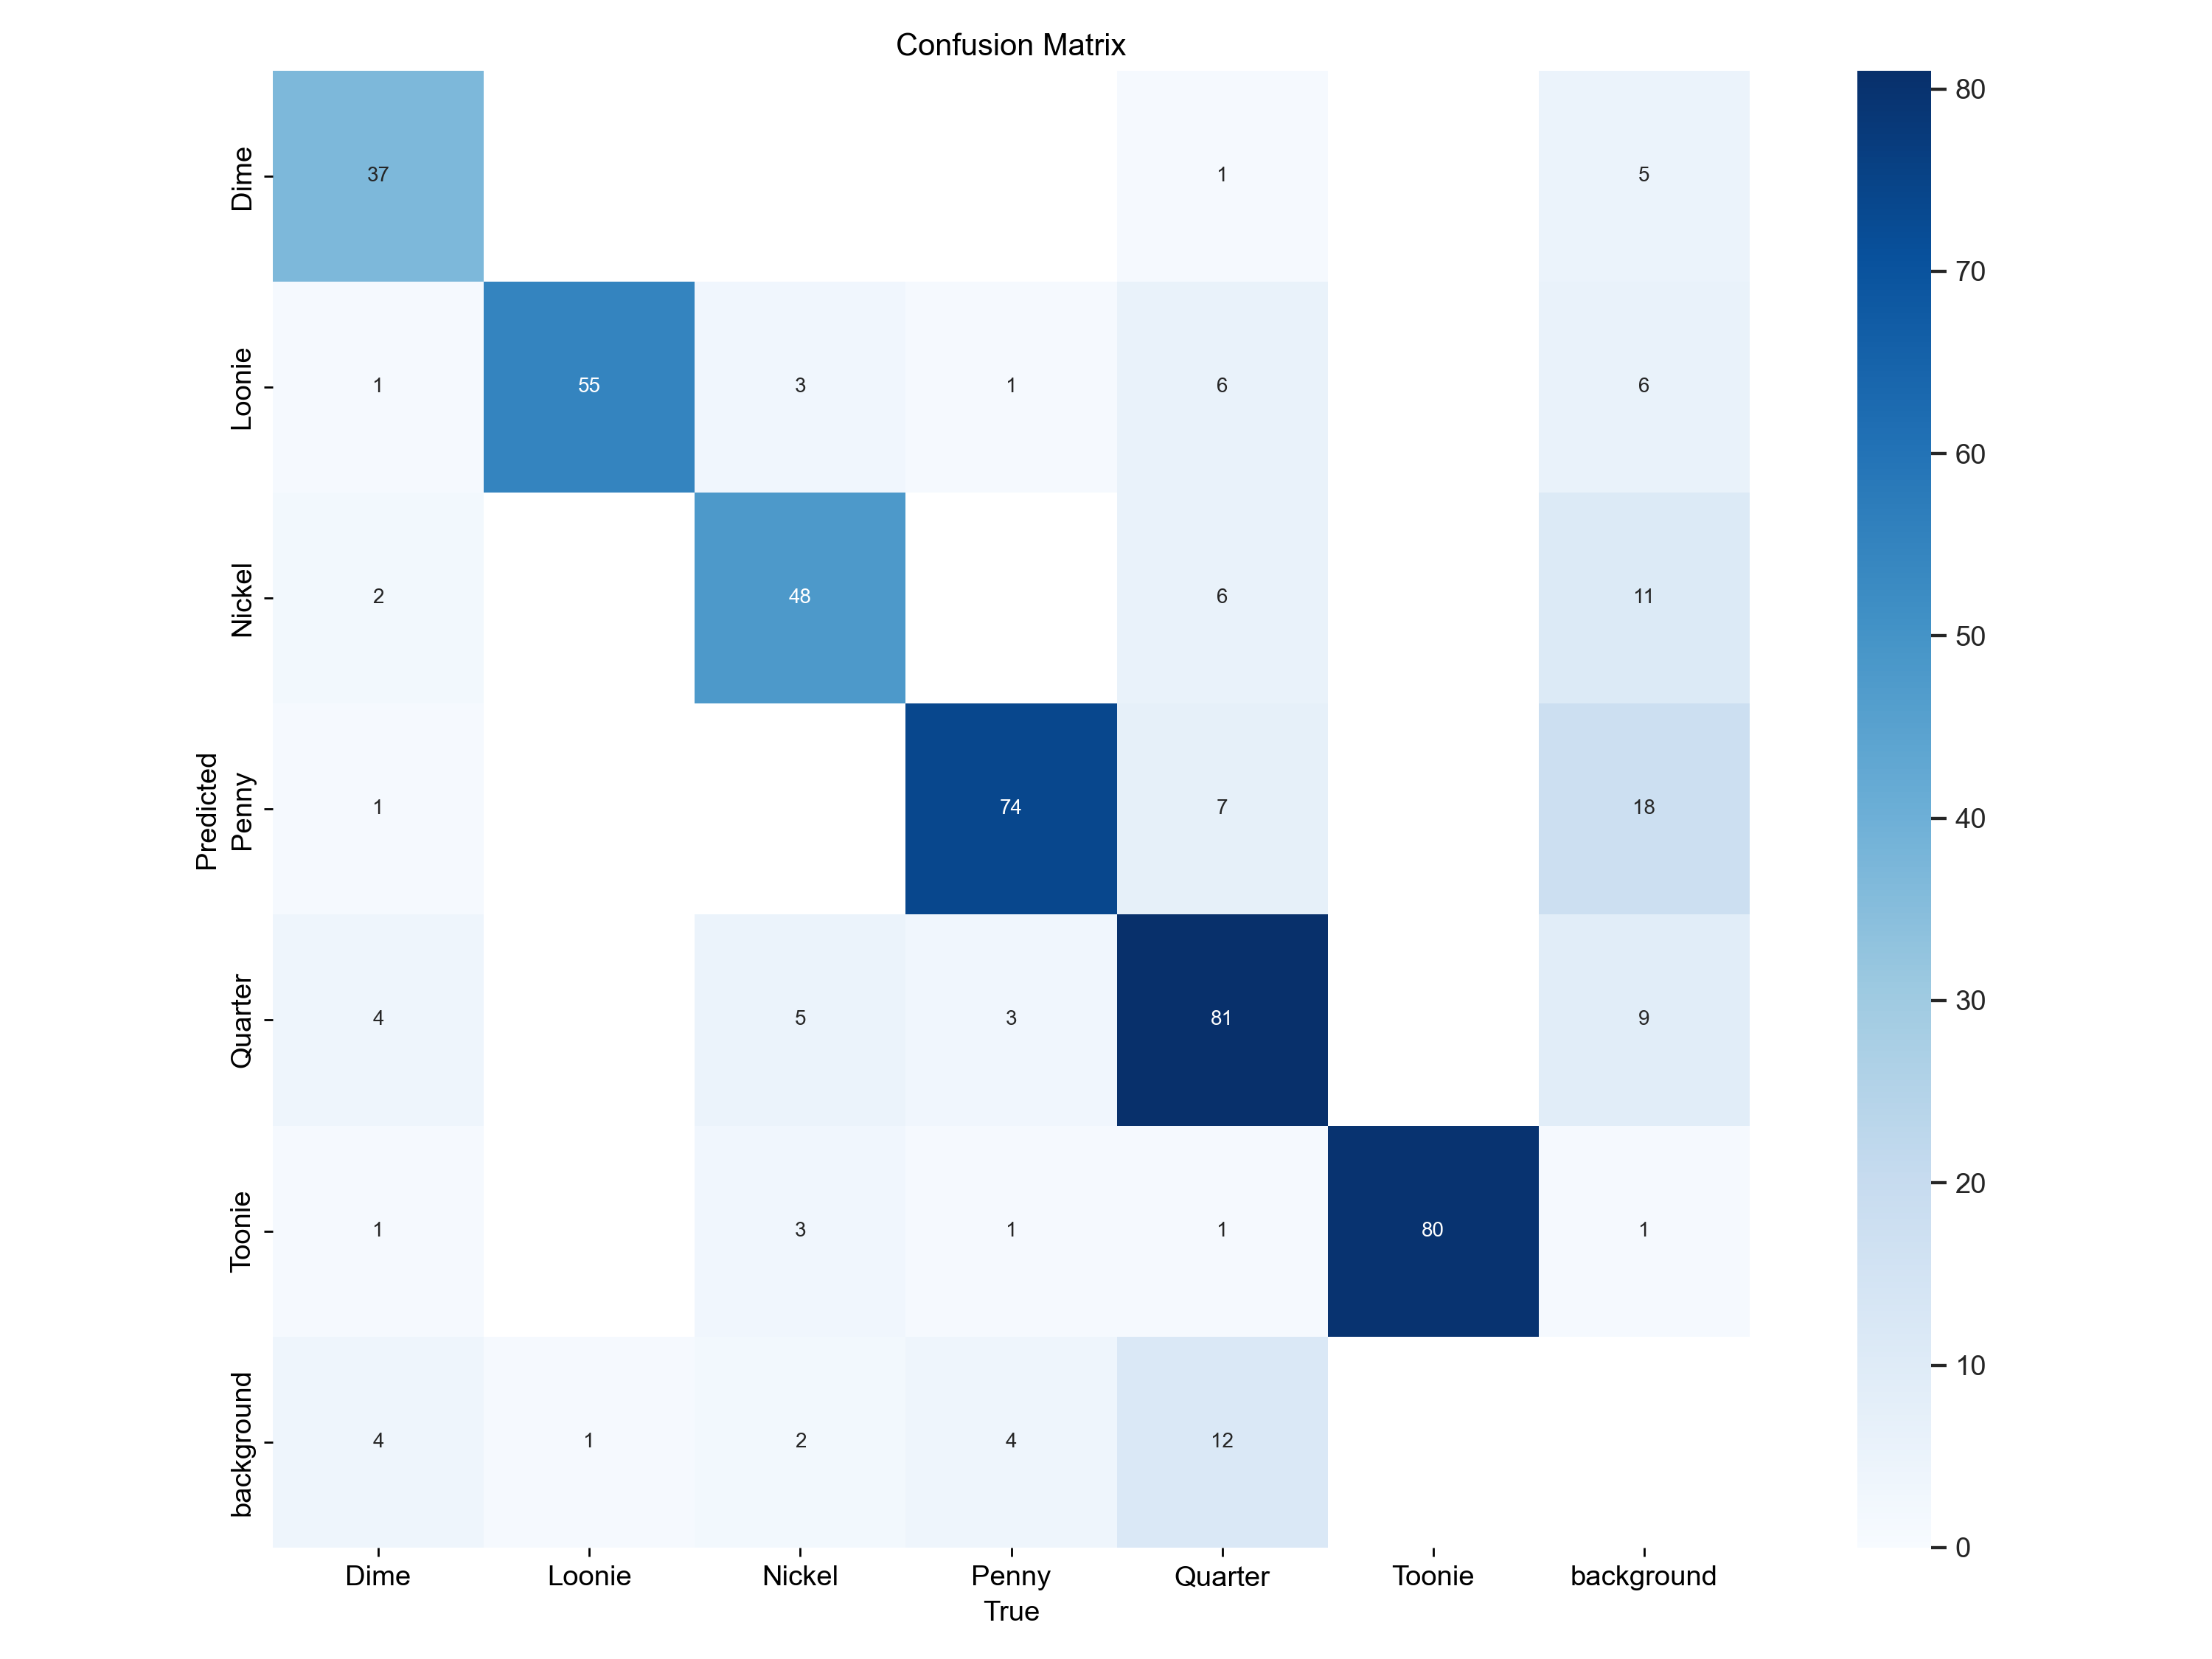 Confusion Matrix
Dime
37
1
5
80
70
Loonie
1
55
3
1
6
6
60
Nickel
2
48
6
11
50
40
Predicted
Penny
1
74
7
18
30
Quarter
4
5
3
81
9
20
Toonie
1
3
1
1
80
1
10
background
4
1
2
4
12
0
Dime
Loonie
Nickel
Penny
Quarter
Toonie
background
True